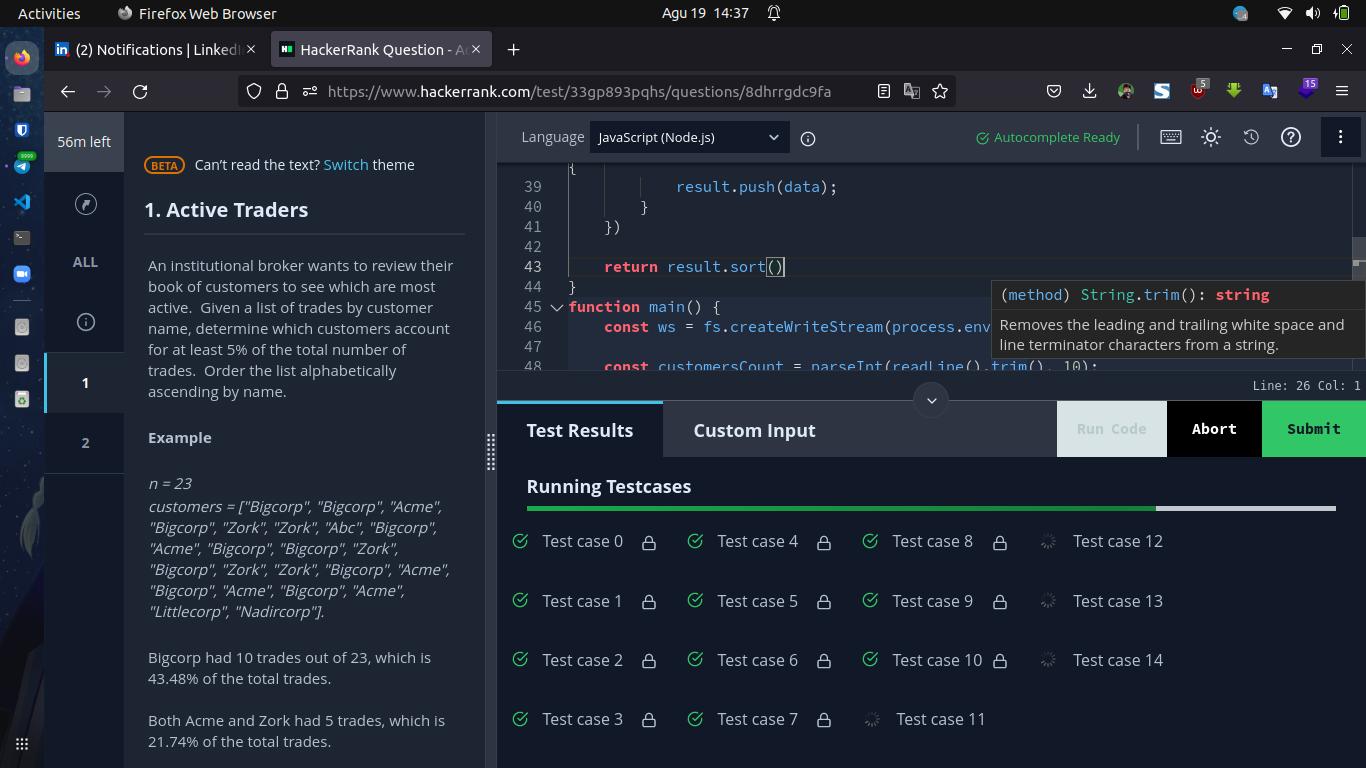 Activities
Firefox Web Browser
Agu 19 14:37
(2) Notifications | LinkedI
HackerRank Question - Ac
https://www.hackerrank.com/test/33gp893pqhs/questions/8dhrrgdc9fa
5
15
9999
56m left
ALL
1
2
BETA Can't read the text? Switch theme
1. Active Traders
An institutional broker wants to review their
book of customers to see which are most
active. Given a list of trades by customer
name, determine which customers account
for at least 5% of the total number of
trades. Order the list alphabetically
ascending by name.
Example
n = 23
customers = ["Bigcorp", "Bigcorp", "Acme",
"Bigcorp", "Zork", "Zork", "Abc", "Bigcorp",
"Acme", "Bigcorp", "Bigcorp", "Zork",
"Bigcorp", "Zork", "Zork", "Bigcorp", "Acme",
"Bigcorp", "Acme", "Bigcorp", "Acme",
"Littlecorp", "Nadircorp"].
Bigcorp had 10 trades out of 23, which is
43.48% of the total trades.
Both Acme and Zork had 5 trades, which is
21.74% of the total trades.
Language JavaScript (Node.js)
Autocomplete Ready
{
39 result.push(data);
40 }
41 })
42
43 return result.sort()
44 }
45 function main() {
46 const ws = fs.createWriteStream(process.env
47
48 const customersCount = parseInt(readLine().trim(), 10);
(method) String.trim(): string
Removes the leading and trailing white space and
line terminator characters from a string.
Line: 26 Col: 1
Test Results
Custom Input
Run Code
Abort
Submit
Running Testcases
Test case 0
Test case 4
Test case 8
Test case 12
Test case 1
Test case 5
Test case 9
Test case 13
Test case 2
Test case 6
Test case 10
Test case 14
Test case 3
Test case 7
Test case 11